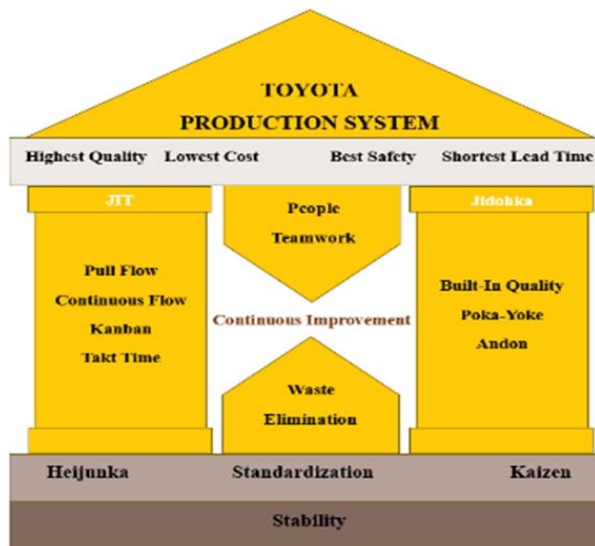 TOYOTA
PRODUCTION SYSTEM
Highest Quality Lowest Cost Best Safety Shortest Lead Time
JIT
Pull Flow
Continuous Flow
Kanban
Takt Time
People
Teamwork
Continuous Improvement
Waste
Elimination
Jidohka
Built-In Quality
Poka-Yoke
Andon
Heijunka Standardization Kaizen
Stability